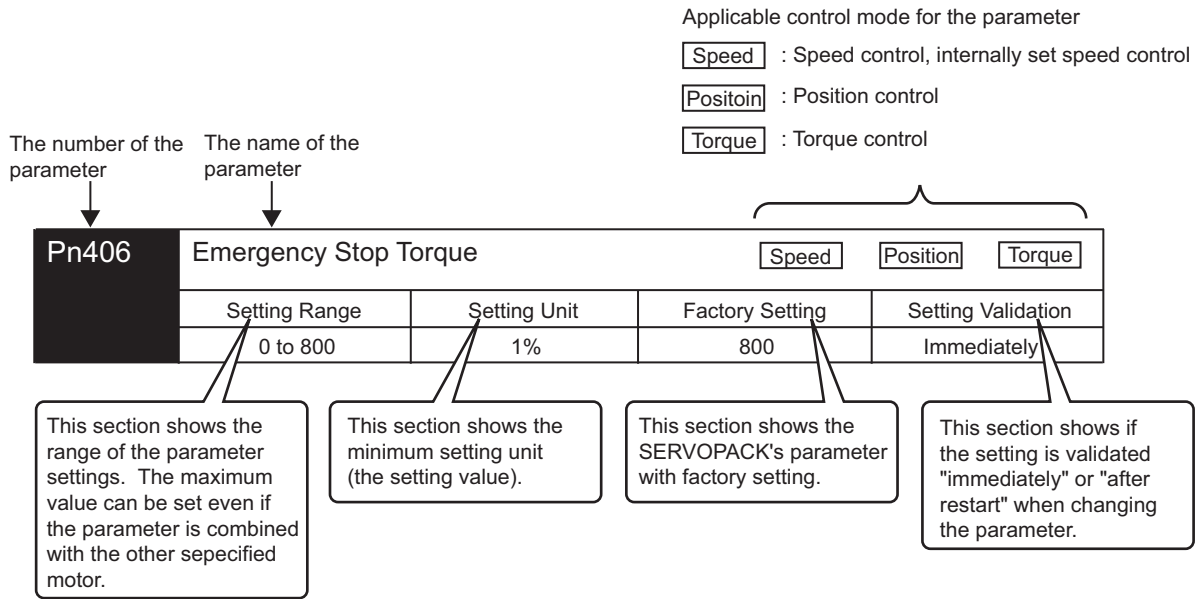 Applicable control mode for the parameter
Speed : Speed control, internally set speed control
Positoin : Position control
Torque : Torque control
The number of the
parameter
The name of the
parameter
Pn406 Emergency Stop Torque Speed Position Torque
Setting Range Setting Unit Factory Setting Setting Validation
0 to 800 1% 800 Immediately
This section shows the
range of the parameter
settings. The maximum
value can be set even if
the parameter is combined
with the other sepecified
motor.
This section shows the
minimum setting unit
(the setting value).
This section shows the
SERVOPACK's parameter
with factory setting.
This section shows if
the setting is validated
"immediately" or "after
restart" when changing
the parameter.